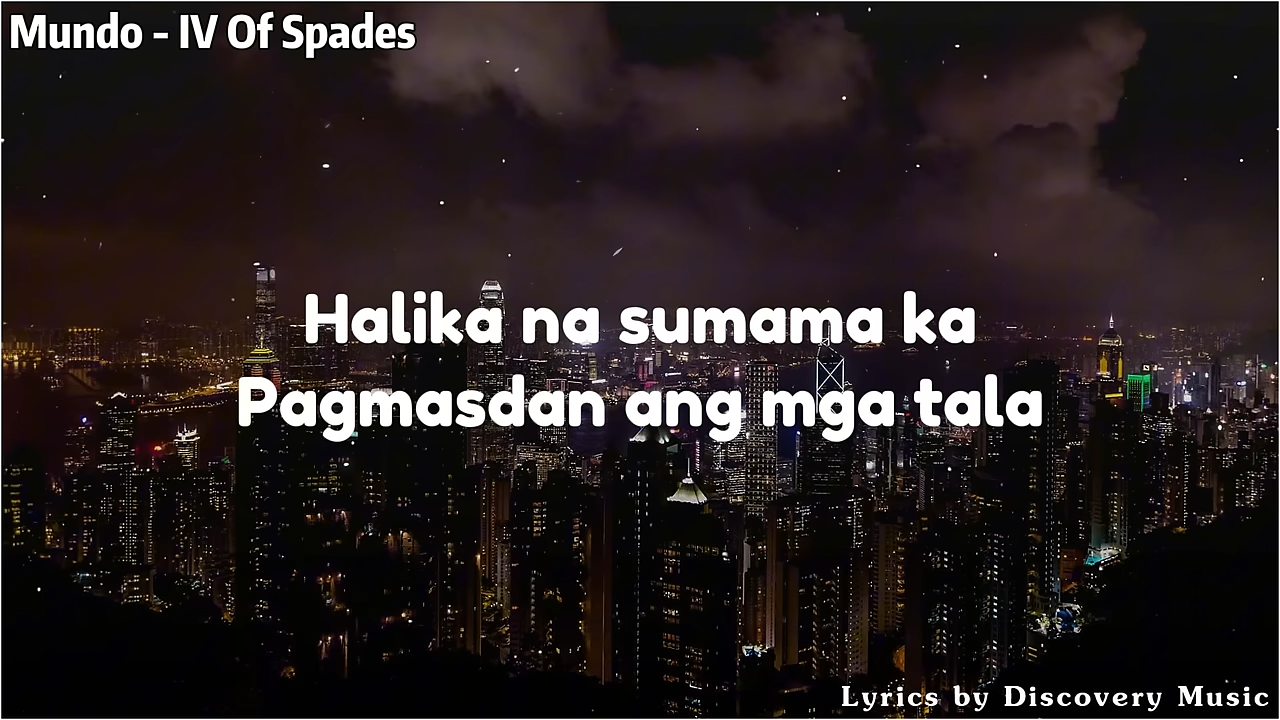 Mundo - IV Of Spades
Halika na sumama ka
Pagmasdan ang mga tala
Lyrics by Discovery Music